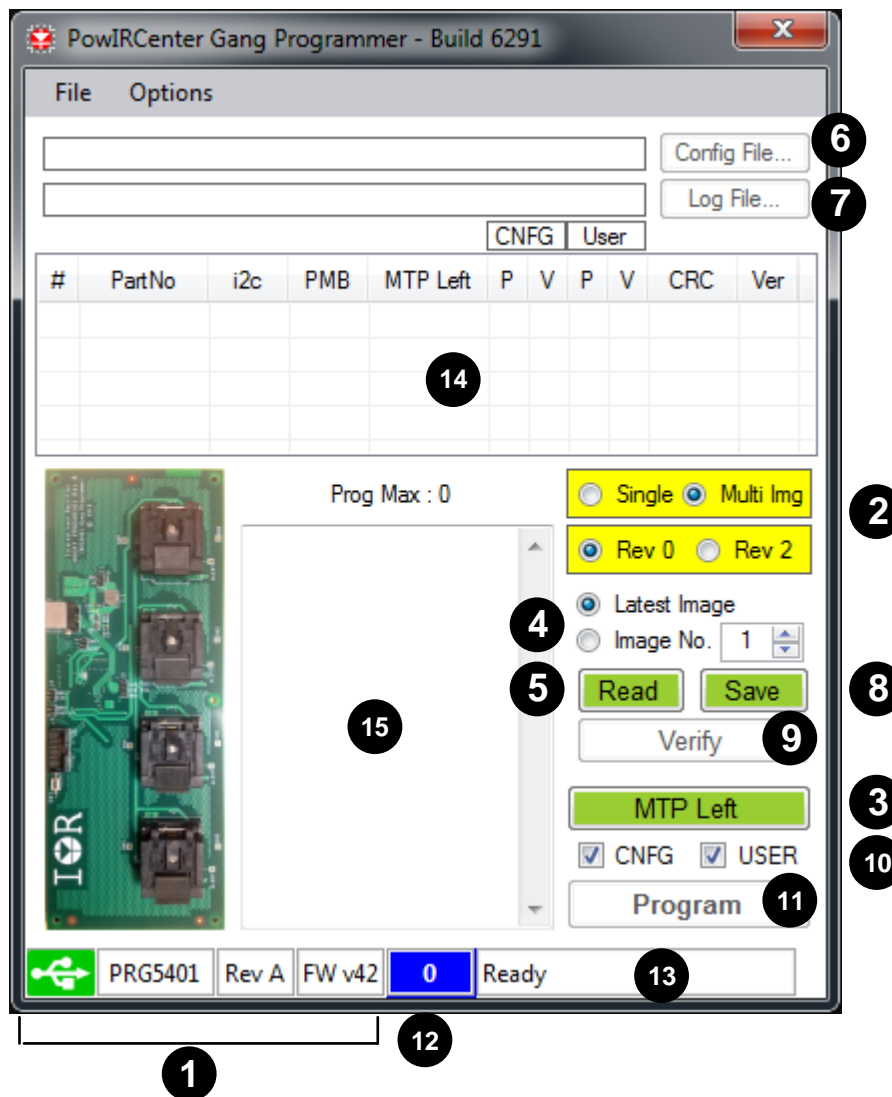 PowIRCenter Gang Programmer - Build 6291
x
File Options
Config File... 6
Log File... 7
CNFG User
# PartNo i2c PMB MTP Left P V P V CRC Ver
14
Prog Max : 0
Single Multi Img
2
Rev 0 Rev 2
Latest Image
4
Image No. 1
5 Read Save 8
15
Verify 9
MTP Left 3
CNFG USER 10
Program 11
IOR
PRG5401 Rev A FW v42 0 Ready 13
1
12